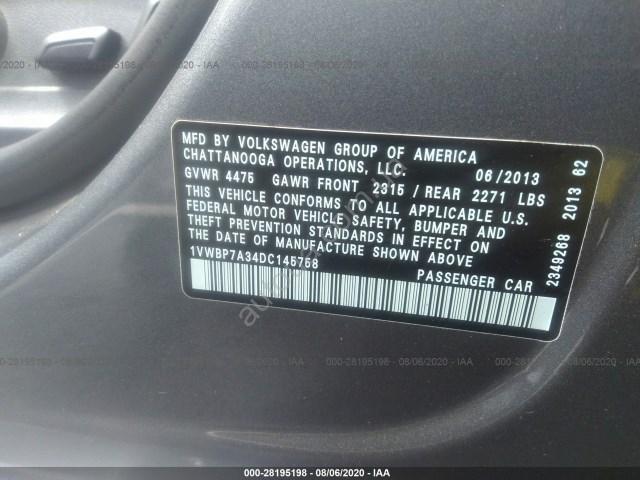 MFD BY VOLKSWAGEN GROUP OF AMERICA
CHATTANOOGA OPERATIONS, LLC 06/2013
GVWR 4475 GAWR FRONT 2315 / REAR 2271 LBS
THIS VEHICLE CONFORMS TO ALL APPLICABLE U.S.
FEDERAL MOTOR VEHICLE SAFETY, BUMPER AND
THEFT PREVENTION STANDARDS IN EFFECT ON
THE DATE OF MANUFACTURE SHOWN ABOVE
1VWBP7A34DC145758 PASSENGER CAR
2349268 2013 62
000-28195198 - 08/06/2020 - IAA